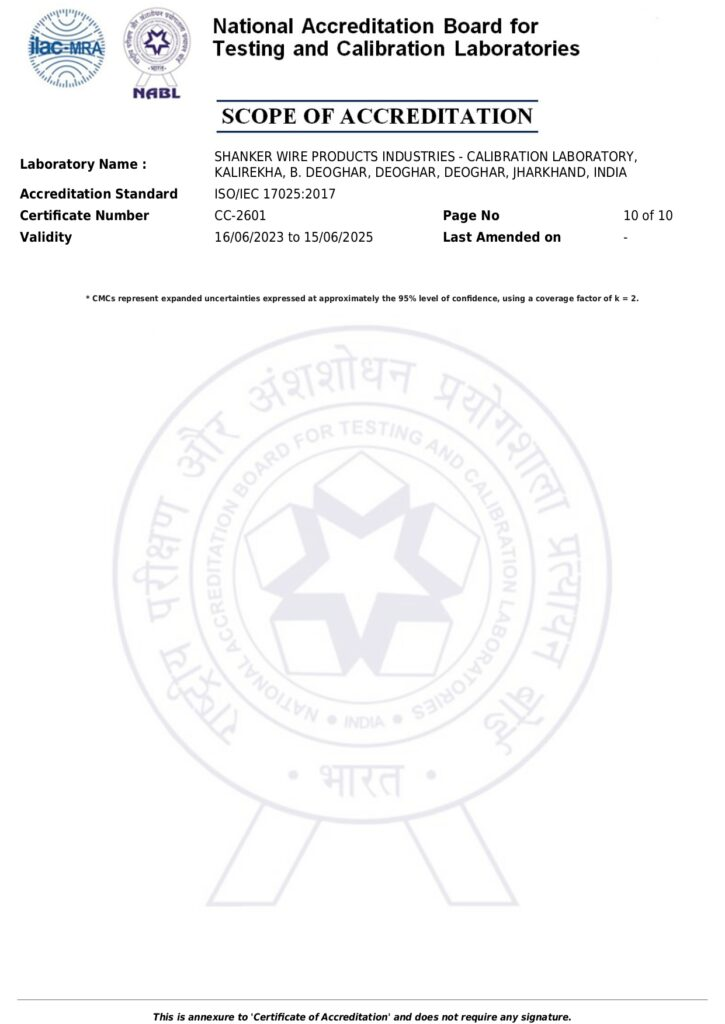 ilac-MRA
NABL
National Accreditation Board for
Testing and Calibration Laboratories
SCOPE OF ACCREDITATION
Laboratory Name :
SHANKER WIRE PRODUCTS INDUSTRIES - CALIBRATION LABORATORY,
KALIREKHA, B. DEOGHAR, DEOGHAR, DEOGHAR, JHARKHAND, INDIA
Accreditation Standard ISO/IEC 17025:2017
Certificate Number CC-2601 Page No 10 of 10
Validity 16/06/2023 to 15/06/2025 Last Amended on -
* CMCs represent expanded uncertainties expressed at approximately the 95% level of confidence, using a coverage factor of k = 2.
राष्ट्रीय परीक्षण और अंशशोधन प्रयोगशाला प्रत्यायन बोर्ड
NATIONAL ACCREDITATION BOARD FOR TESTING AND CALIBRATION LABORATORIES
• INDIA •
• भारत •
This is annexure to 'Certificate of Accreditation' and does not require any signature.